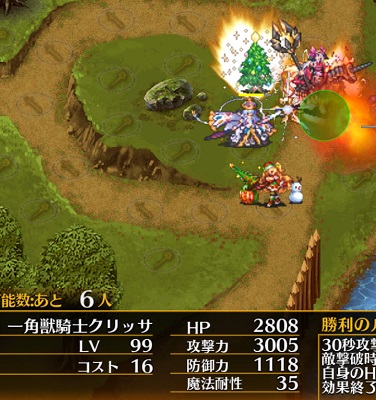 能数:あと 6人
一角獣騎士クリッサ
LV 99
コスト 16
HP 2808
攻撃力 3005
防御力 1118
魔法耐性 35
勝利の
30秒攻
敵撃破時
自身のH
効果終了